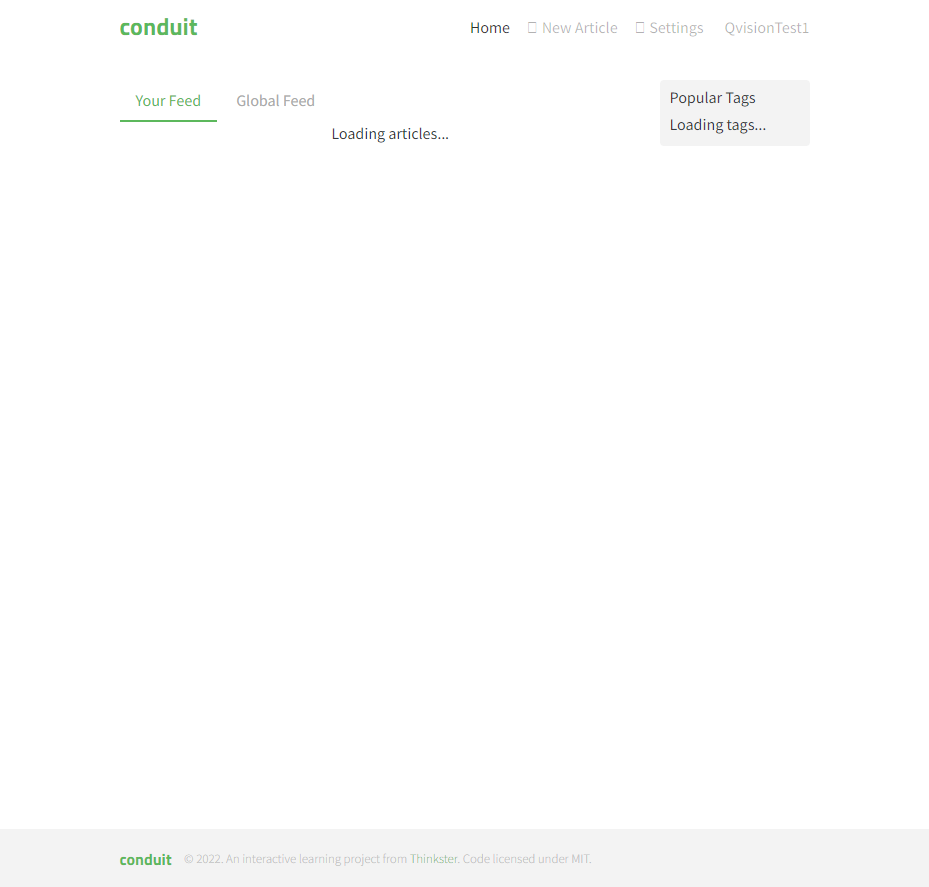 conduit
Home New Article Settings QvisionTest1
Your Feed Global Feed
Popular Tags
Loading tags...
Loading articles...
conduit © 2022. An interactive learning project from Thinkster. Code licensed under MIT.